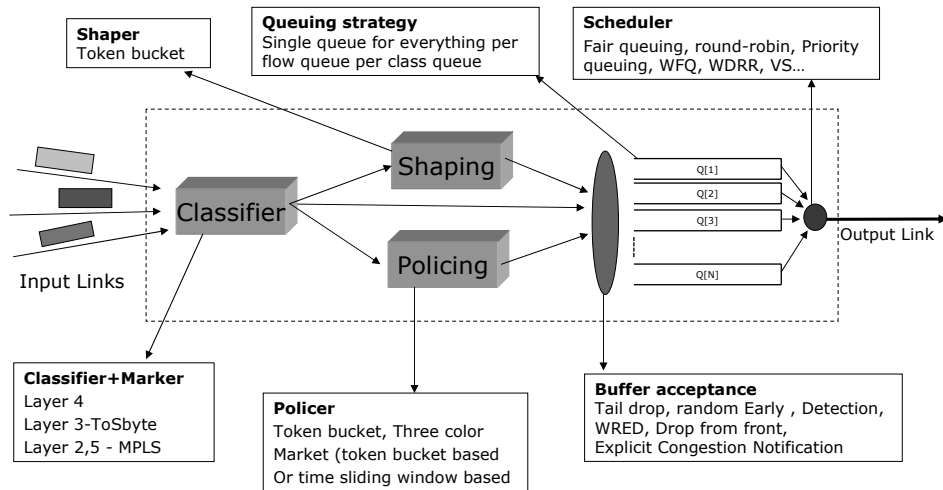 Shaper
Token bucket
Queuing strategy
Single queue for everything per
flow queue per class queue
Scheduler
Fair queuing, round-robin, Priority
queuing, WFQ, WDRR, VS...
Shaping
Classifier
Policing
Input Links
Q[1]
Q[2]
Q[3]
Q[N]
Output Link
Classifier+Marker
Layer 4
Layer 3-ToSbyte
Layer 2,5 - MPLS
Policer
Token bucket, Three color
Market (token bucket based
Or time sliding window based
Buffer acceptance
Tail drop, random Early , Detection,
WRED, Drop from front,
Explicit Congestion Notification